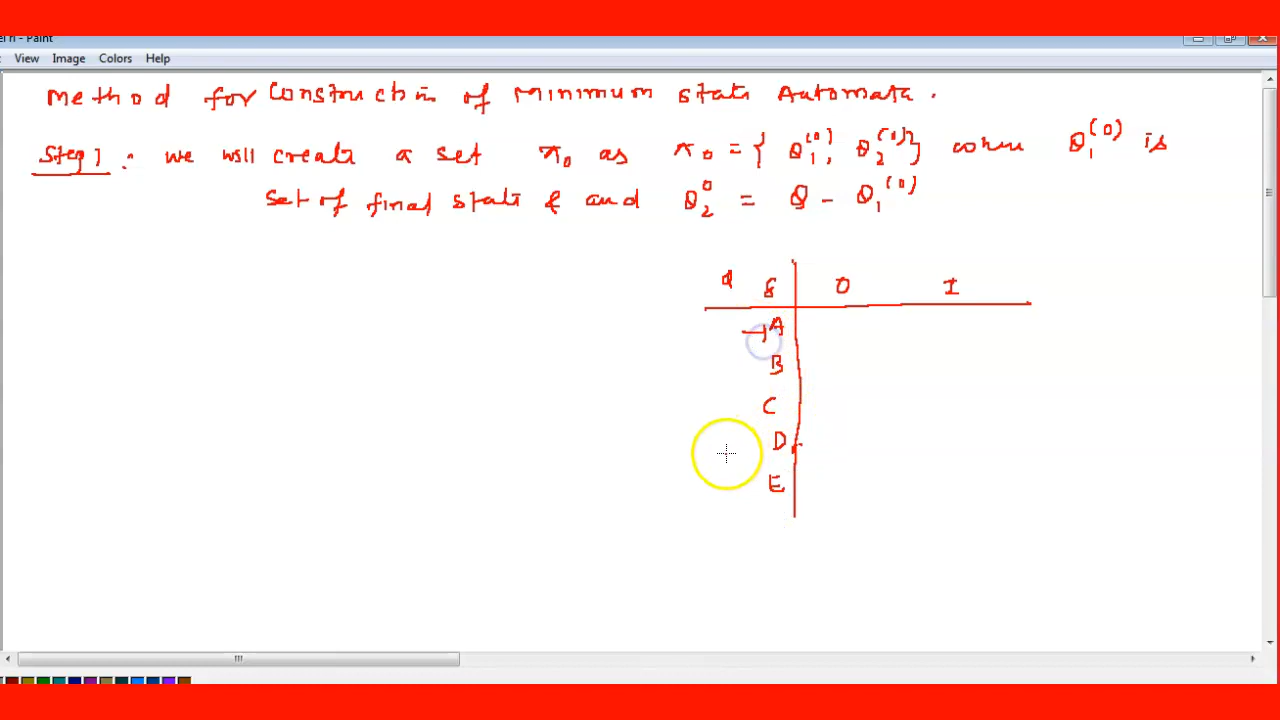 el n - Paint
View Image Colors Help
Method for Construction of Minimum state Automata.
Step 1 : we will create a set π0 as π0 = { Q1(0), Q2(0) } where Q1(0) is
set of final state & and Q2 0 = Q - Q1(0)
0 1
→ A
B
C
D
E